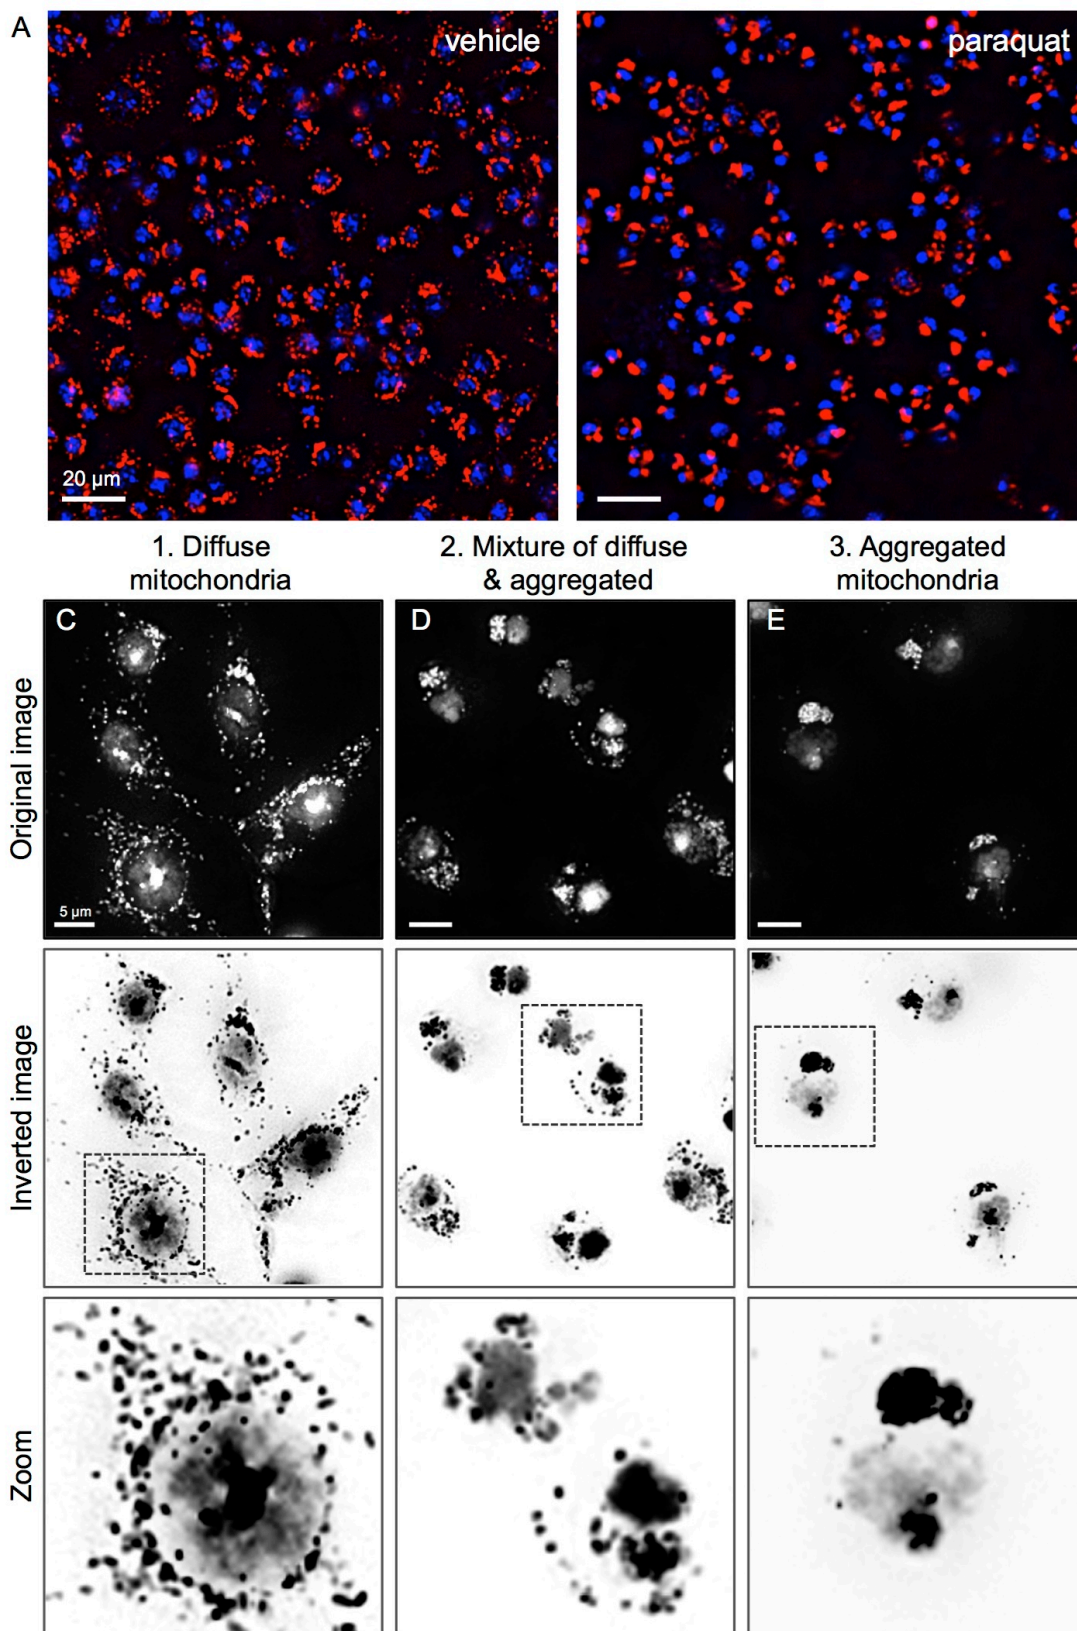 A
vehicle
paraquat
20 µm
1. Diffuse
mitochondria
2. Mixture of diffuse
& aggregated
3. Aggregated
mitochondria
Original image
C
D
E
5 µm
Inverted image
Zoom